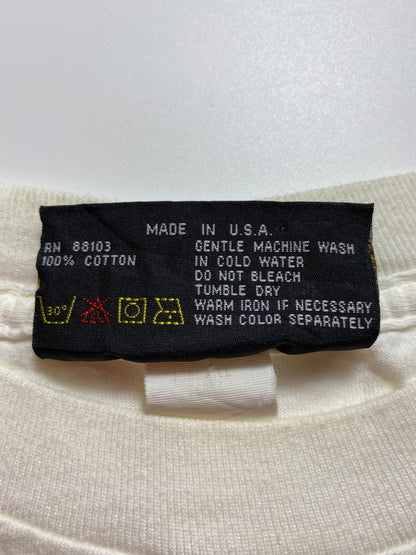 MADE IN U.S.A.
RN 88103
100% COTTON
30°
GENTLE MACHINE WASH
IN COLD WATER
DO NOT BLEACH
TUMBLE DRY
WARM IRON IF NECESSARY
WASH COLOR SEPARATELY